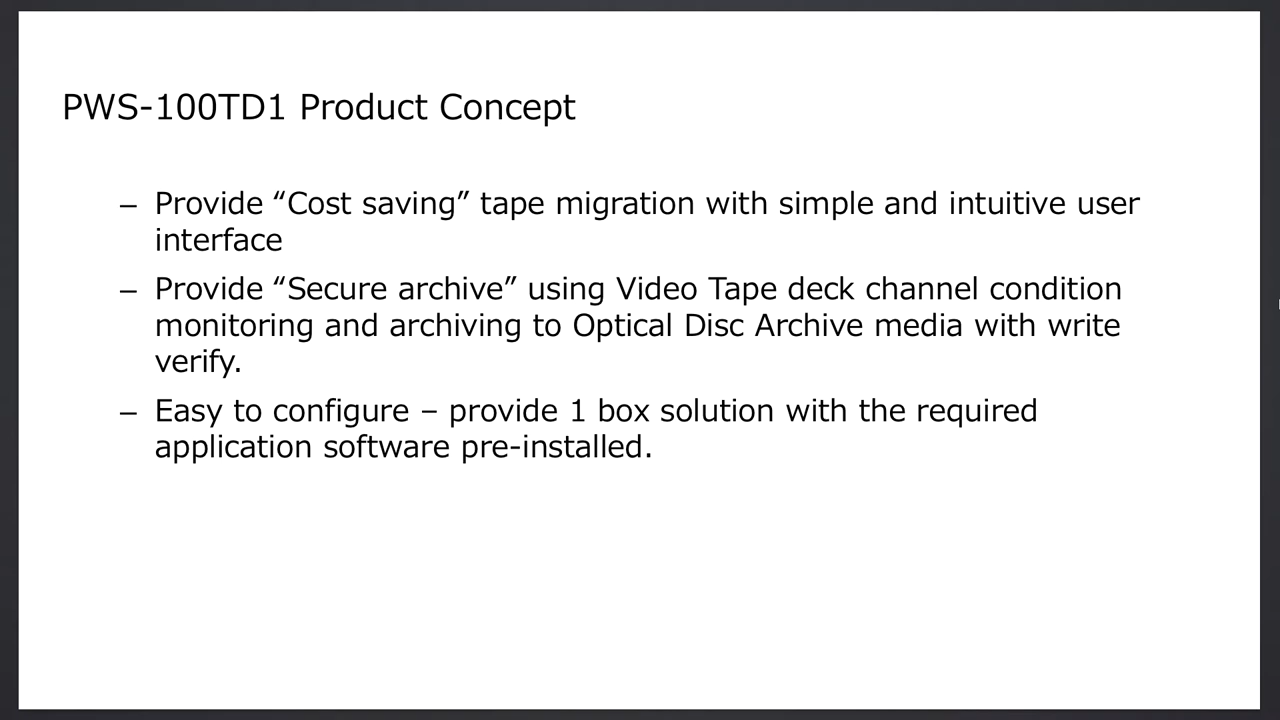 PWS-100TD1 Product Concept
– Provide “Cost saving” tape migration with simple and intuitive user
interface
– Provide “Secure archive” using Video Tape deck channel condition
monitoring and archiving to Optical Disc Archive media with write
verify.
– Easy to configure – provide 1 box solution with the required
application software pre-installed.